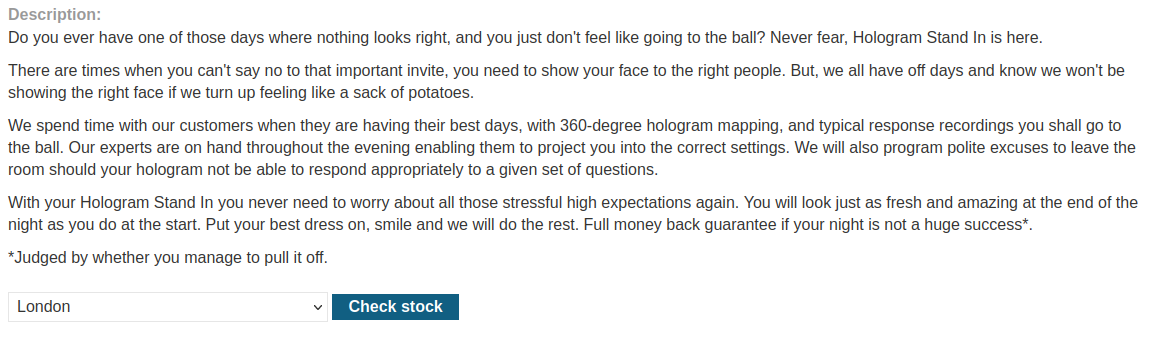 Description:
Do you ever have one of those days where nothing looks right, and you just don't feel like going to the ball? Never fear, Hologram Stand In is here.
There are times when you can't say no to that important invite, you need to show your face to the right people. But, we all have off days and know we won't be
showing the right face if we turn up feeling like a sack of potatoes.
We spend time with our customers when they are having their best days, with 360-degree hologram mapping, and typical response recordings you shall go to
the ball. Our experts are on hand throughout the evening enabling them to project you into the correct settings. We will also program polite excuses to leave the
room should your hologram not be able to respond appropriately to a given set of questions.
With your Hologram Stand In you never need to worry about all those stressful high expectations again. You will look just as fresh and amazing at the end of the
night as you do at the start. Put your best dress on, smile and we will do the rest. Full money back guarantee if your night is not a huge success*.
*Judged by whether you manage to pull it off.
London Check stock